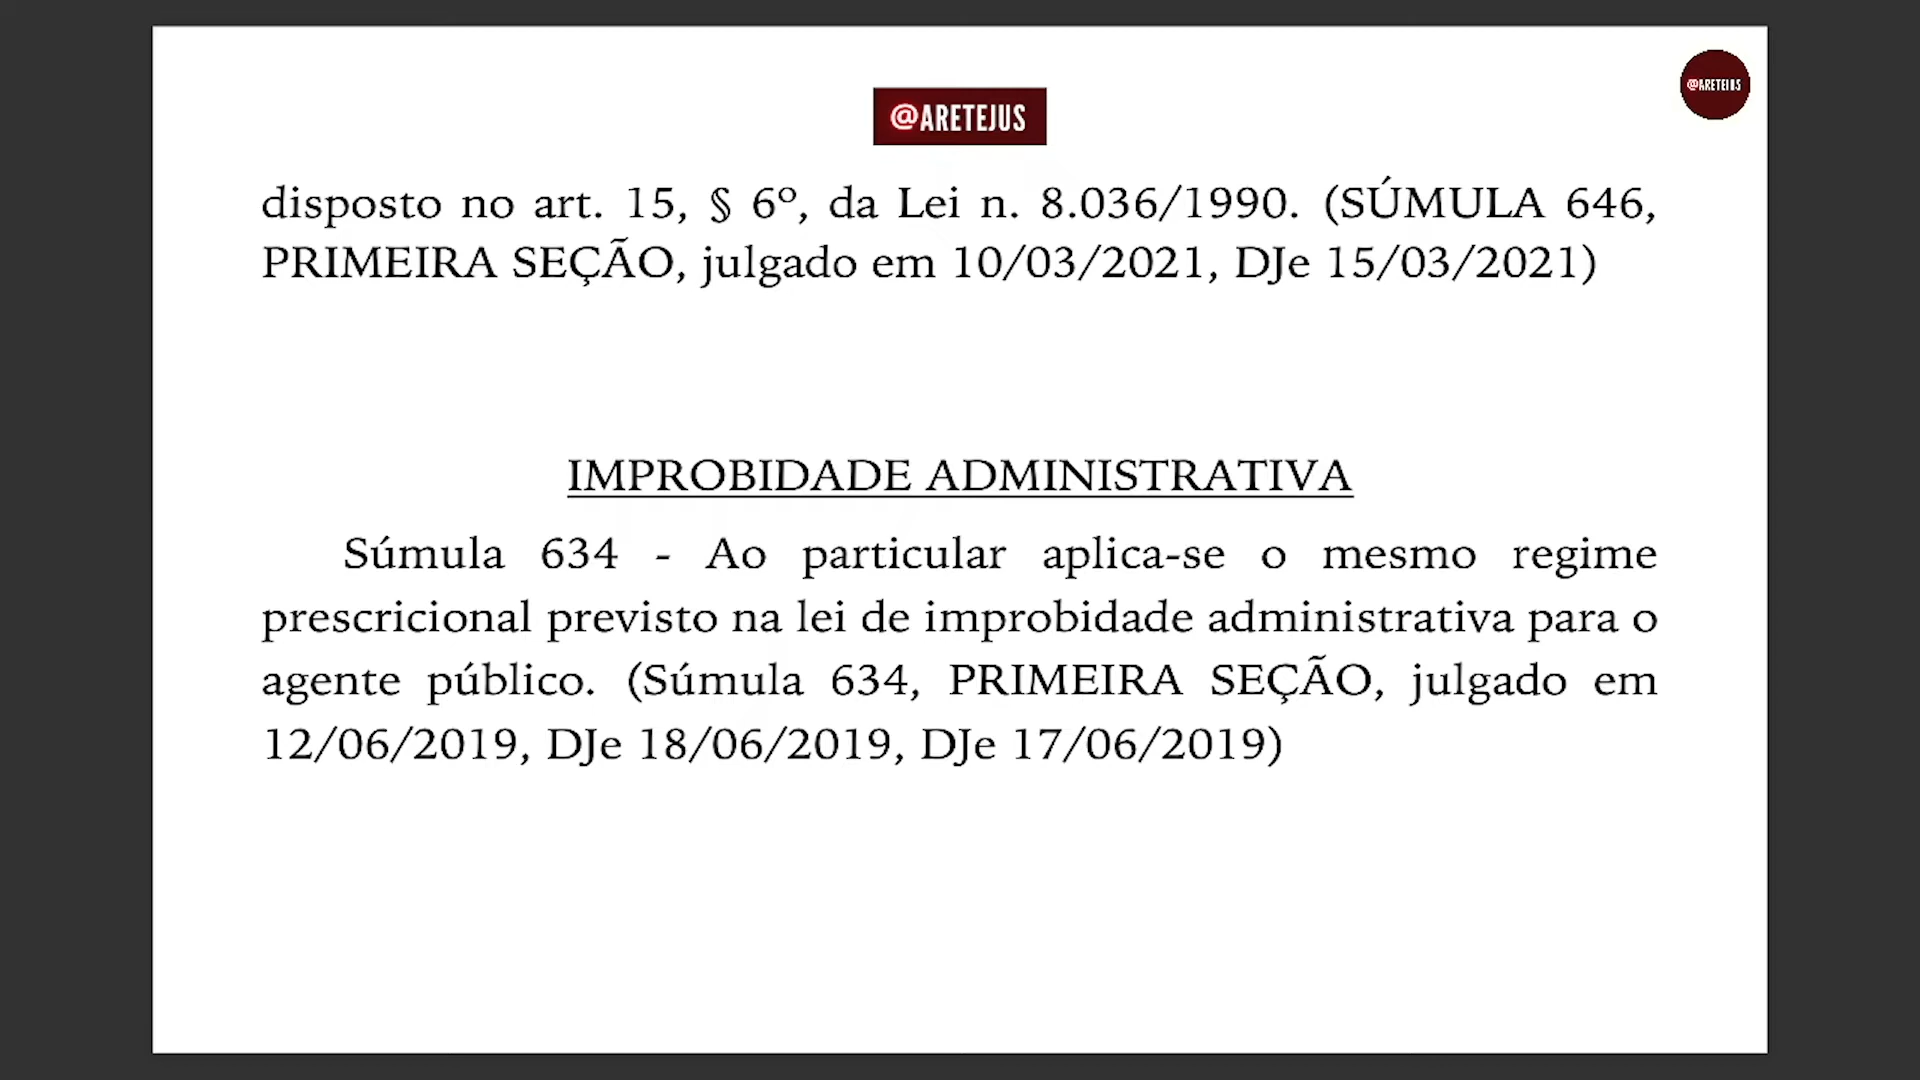 @ARETEJUS
@ARETEJUS
disposto no art. 15, § 6º, da Lei n. 8.036/1990. (SÚMULA 646,
PRIMEIRA SEÇÃO, julgado em 10/03/2021, DJe 15/03/2021)
IMPROBIDADE ADMINISTRATIVA
Súmula 634 - Ao particular aplica-se o mesmo regime
prescricional previsto na lei de improbidade administrativa para o
agente público. (Súmula 634, PRIMEIRA SEÇÃO, julgado em
12/06/2019, DJe 18/06/2019, DJe 17/06/2019)